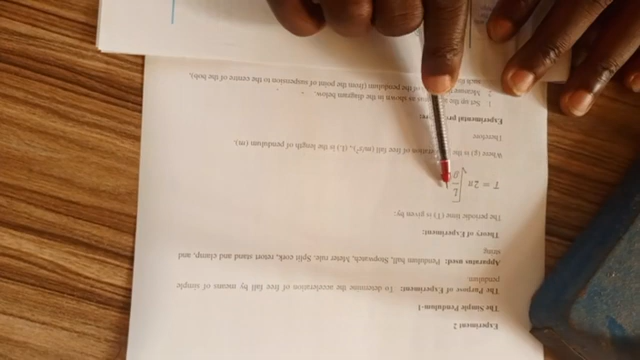 Experiment 2
The Simple Pendulum-1
The Purpose of Experiment: To determine the acceleration of free fall by means of simple
pendulum.
Apparatus used: Pendulum ball, Stopwatch, Meter rule, Split cork, retort stand and clamp, and
string
Theory of Experiment:
The periodic time (T) is given by:
T = 2π √l/g
Where (g) is the of free fall (m/s²), (L) is the length of pendulum (m).
Therefore
Experimental
1. Set up the as shown in the diagram below.
2. Measure of the pendulum (from the point of suspension to the centre of the bob),